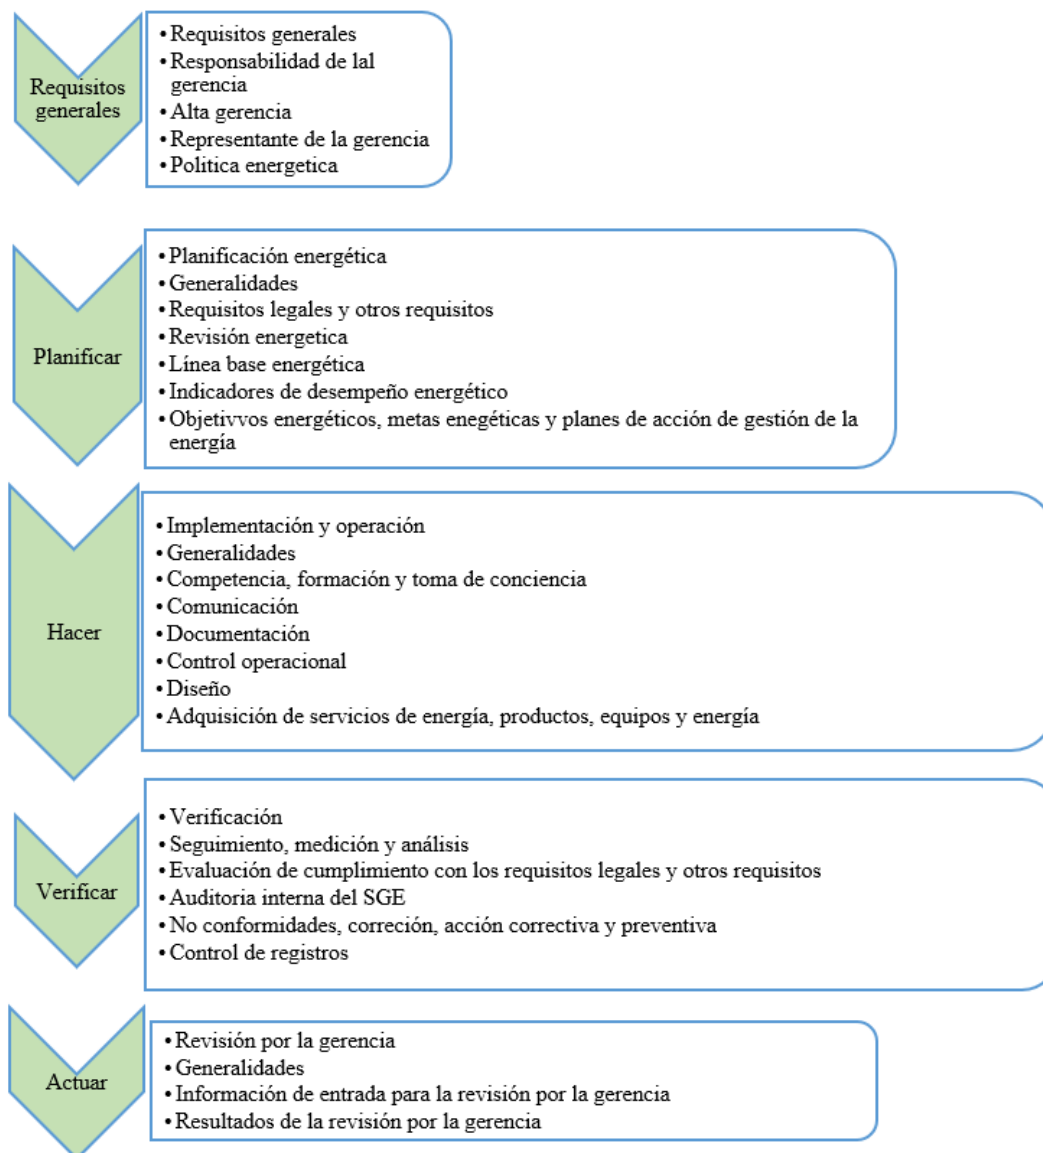 Requisitos
generales
• Requisitos generales
• Responsabilidad de lal
gerencia
• Alta gerencia
• Representante de la gerencia
• Politica energetica
Planificar
• Planificación energética
• Generalidades
• Requisitos legales y otros requisitos
• Revisión energetica
• Línea base energética
• Indicadores de desempeño energético
• Objetivvos energéticos, metas enegéticas y planes de acción de gestión de la
energía
Hacer
• Implementación y operación
• Generalidades
• Competencia, formación y toma de conciencia
• Comunicación
• Documentación
• Control operacional
• Diseño
• Adquisición de servicios de energía, productos, equipos y energía
Verificar
• Verificación
• Seguimiento, medición y análisis
• Evaluación de cumplimiento con los requisitos legales y otros requisitos
• Auditoria interna del SGE
• No conformidades, correción, acción correctiva y preventiva
• Control de registros
Actuar
• Revisión por la gerencia
• Generalidades
• Información de entrada para la revisión por la gerencia
• Resultados de la revisión por la gerencia